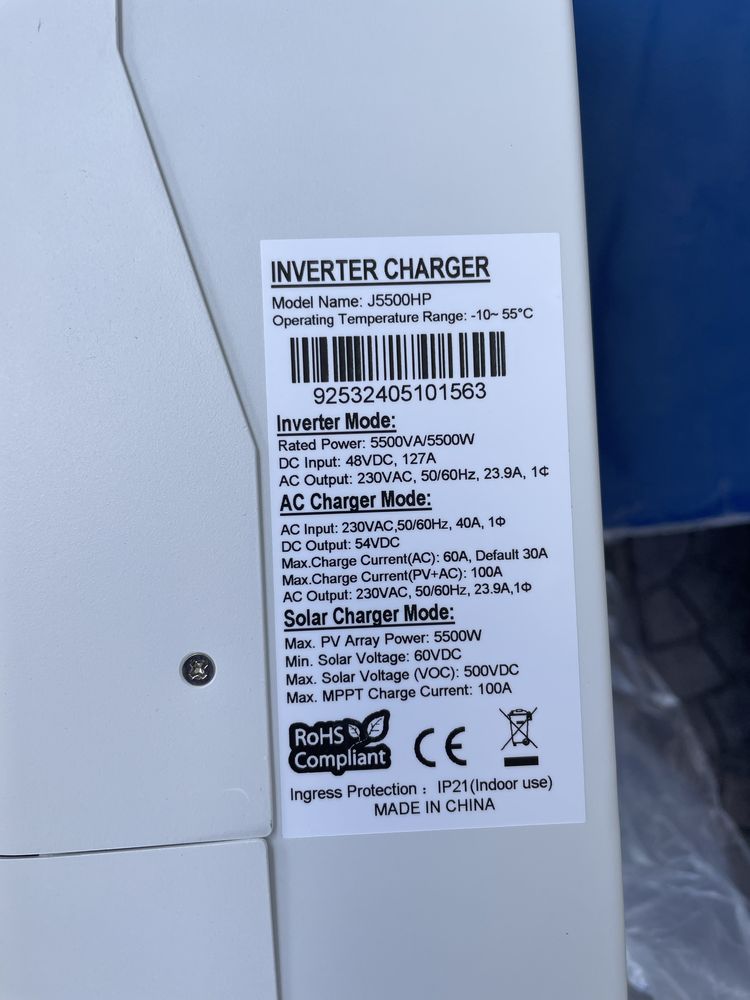 INVERTER CHARGER
Model Name: J5500HP
Operating Temperature Range: -10~ 55°C
92532405101563
Inverter Mode:
Rated Power: 5500VA/5500W
DC Input: 48VDC, 127A
AC Output: 230VAC, 50/60Hz, 23.9A, 1Φ
AC Charger Mode:
AC Input: 230VAC,50/60Hz, 40A, 1Φ
DC Output: 54VDC
Max.Charge Current(AC): 60A, Default 30A
Max.Charge Current(PV+AC): 100A
AC Output: 230VAC, 50/60Hz, 23.9A,1Φ
Solar Charger Mode:
Max. PV Array Power: 5500W
Min. Solar Voltage: 60VDC
Max. Solar Voltage (VOC): 500VDC
Max. MPPT Charge Current: 100A
RoHS
Compliant
CE
Ingress Protection : IP21(Indoor use)
MADE IN CHINA